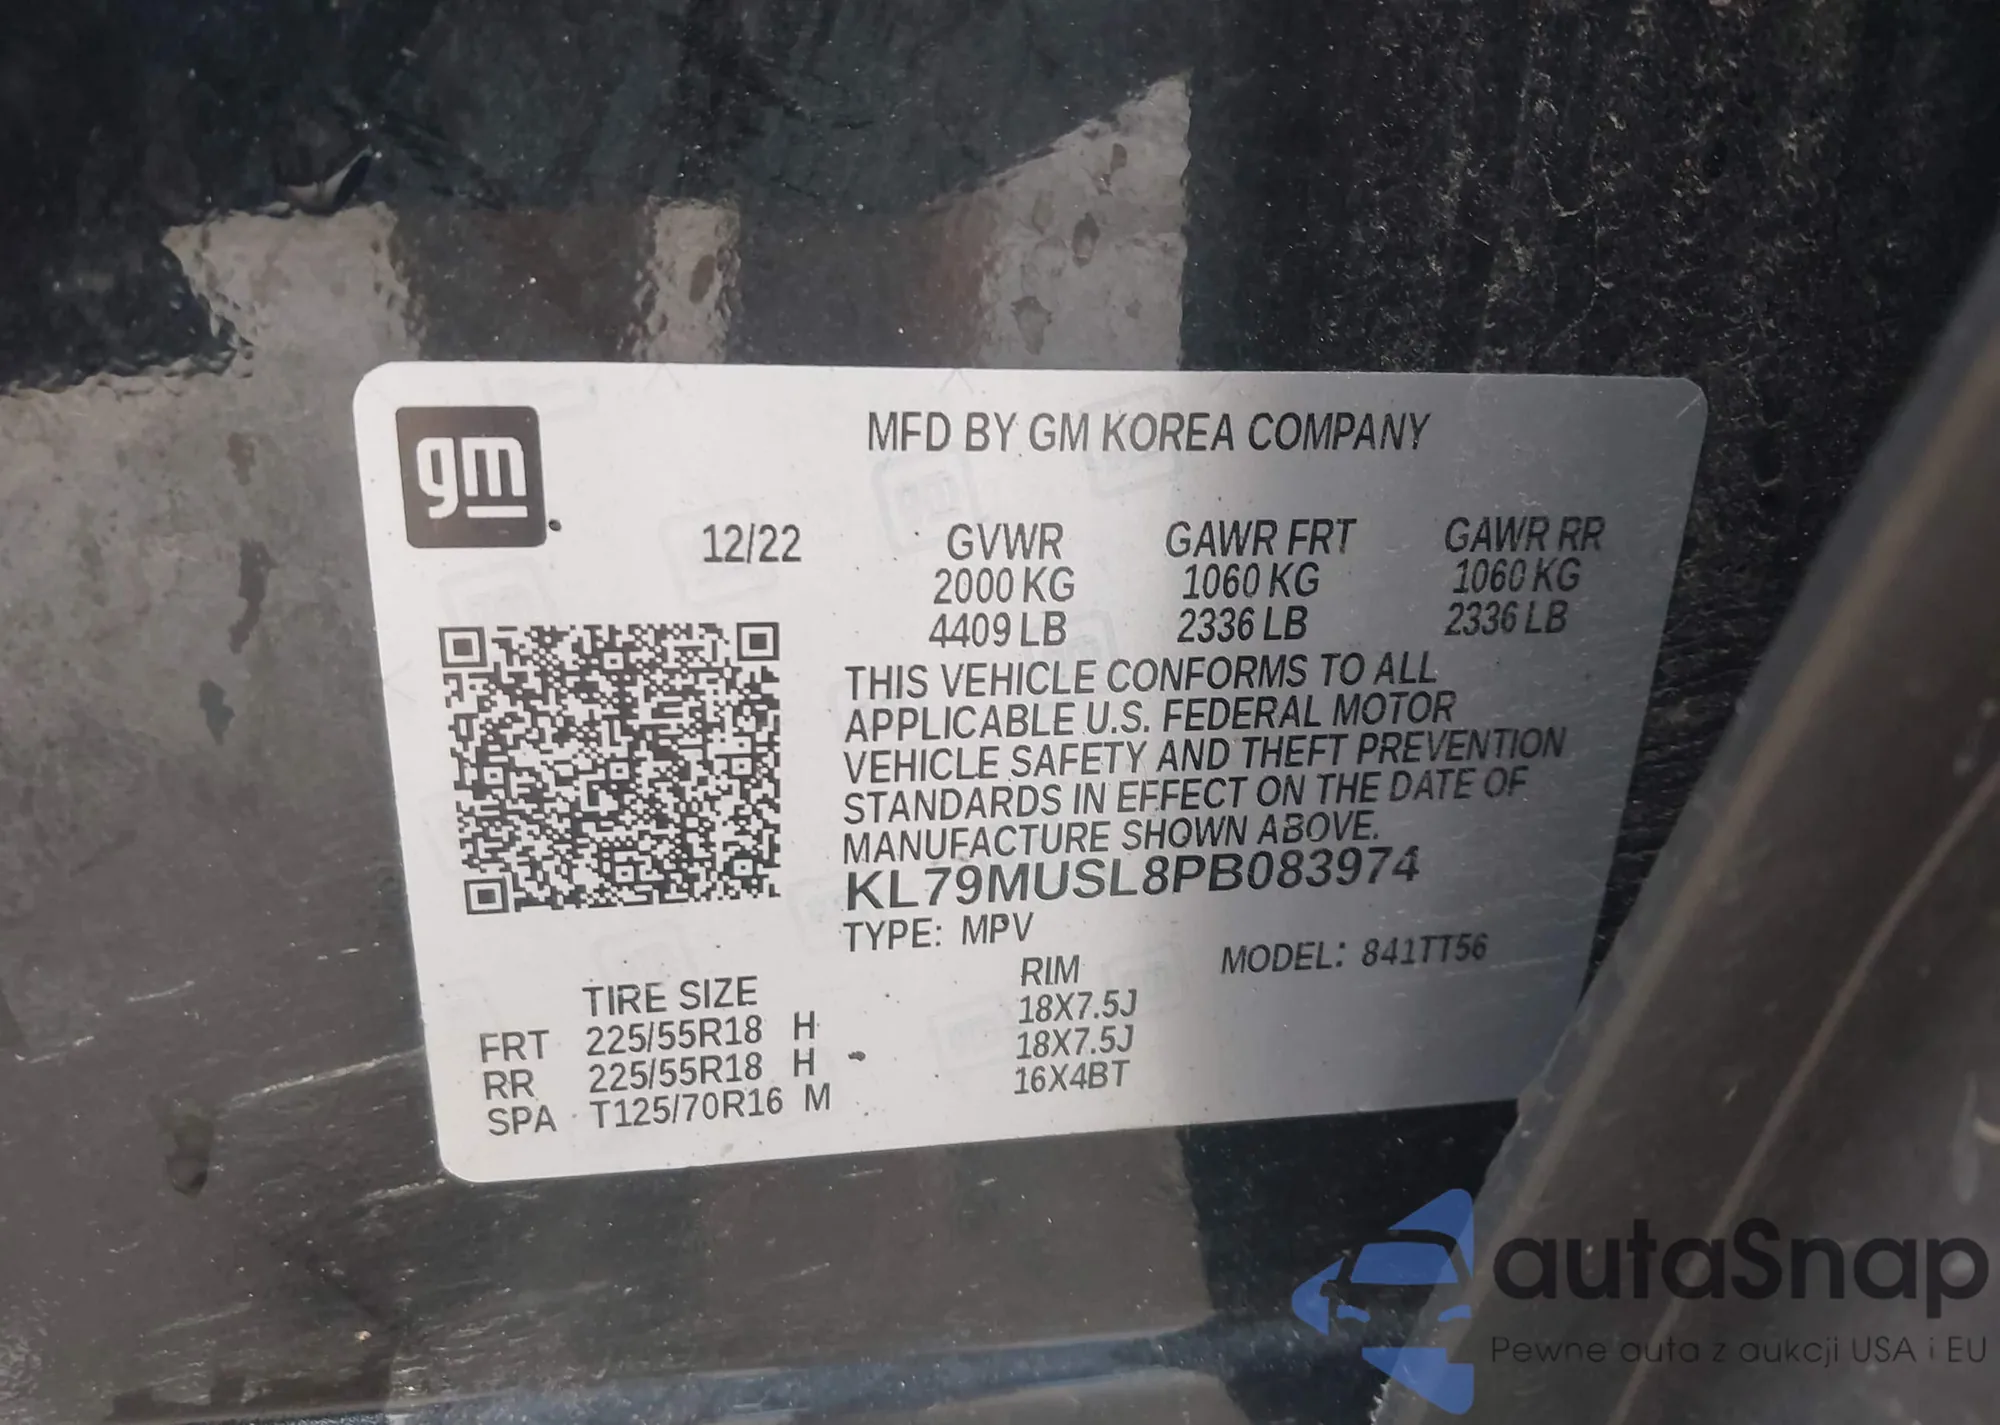 gm
MFD BY GM KOREA COMPANY
12/22 GVWR GAWR FRT GAWR RR
2000 KG 1060 KG 1060 KG
4409 LB 2336 LB 2336 LB
THIS VEHICLE CONFORMS TO ALL
APPLICABLE U.S. FEDERAL MOTOR
VEHICLE SAFETY AND THEFT PREVENTION
STANDARDS IN EFFECT ON THE DATE OF
MANUFACTURE SHOWN ABOVE.
KL79MUSL8PB083974
TYPE: MPV MODEL: 841TT56
TIRE SIZE RIM
FRT 225/55R18 H 18X7.5J
RR 225/55R18 H 18X7.5J
SPA T125/70R16 M 16X4BT
autaSnap
Pewne auta z aukcji USA i EU